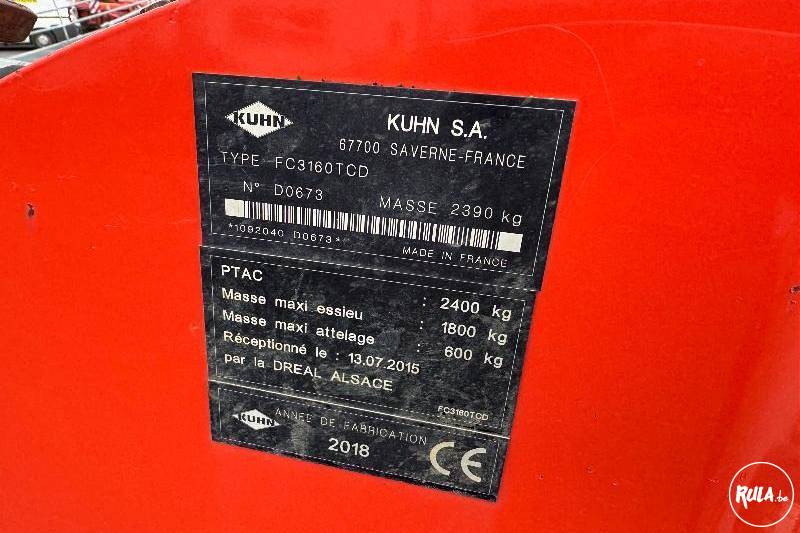 KUHN
KUHN S.A.
67700 SAVERNE-FRANCE
TYPE FC3160TCD
N° D0673 MASSE 2390 kg
*1092040 D0673*
MADE IN FRANCE
PTAC : 2400 kg
Masse maxi essieu : 1800 kg
Masse maxi attelage : 600 kg
Réceptionné le : 13.07.2015
par la DREAL ALSACE
FC3160TCD
KUHN
ANNÉE DE FABRICATION
2018
CE
RULA.be